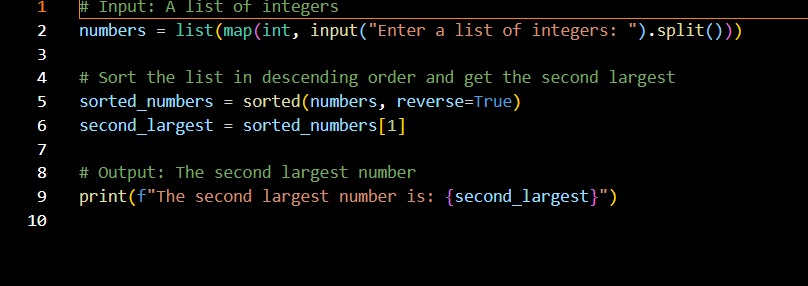 1 # Input: A list of integers
2 numbers = list(map(int, input("Enter a list of integers: ").split()))
3
4 # Sort the list in descending order and get the second largest
5 sorted_numbers = sorted(numbers, reverse=True)
6 second_largest = sorted_numbers[1]
7
8 # Output: The second largest number
9 print(f"The second largest number is: {second_largest}")
10